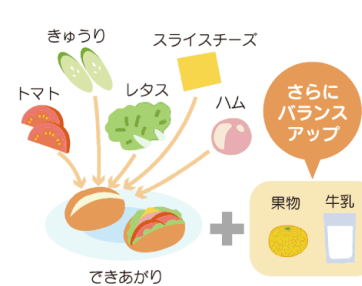 きゅうり
スライスチーズ
トマト
レタス
ハム
さらに
バランス
アップ
果物
牛乳
できあがり